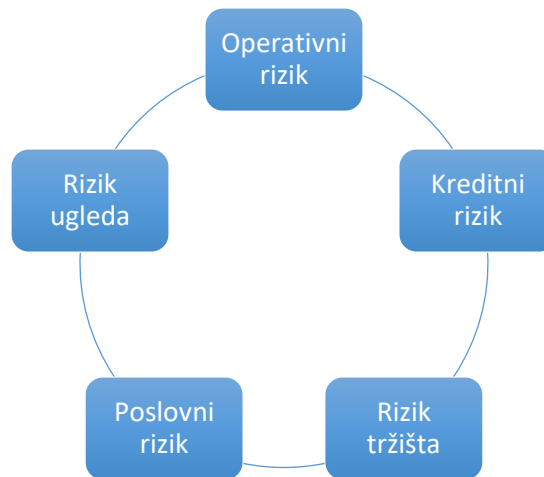 Operativni
rizik
Kreditni
rizik
Rizik
tržišta
Poslovni
rizik
Rizik
ugleda